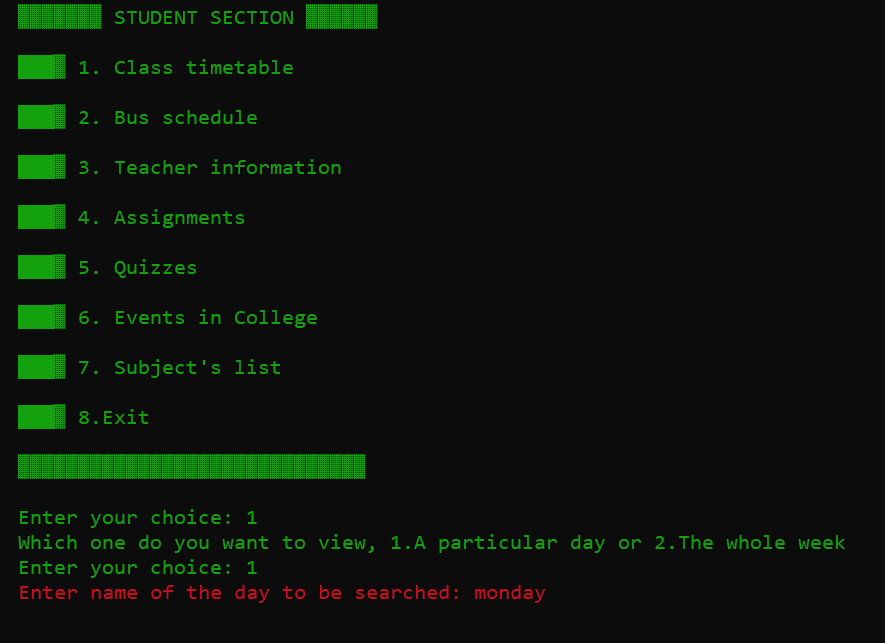 STUDENT SECTION
1. Class timetable
2. Bus schedule
3. Teacher information
4. Assignments
5. Quizzes
6. Events in College
7. Subject's list
8.Exit
Enter your choice: 1
Which one do you want to view, 1.A particular day or 2.The whole week
Enter your choice: 1
Enter name of the day to be searched: monday